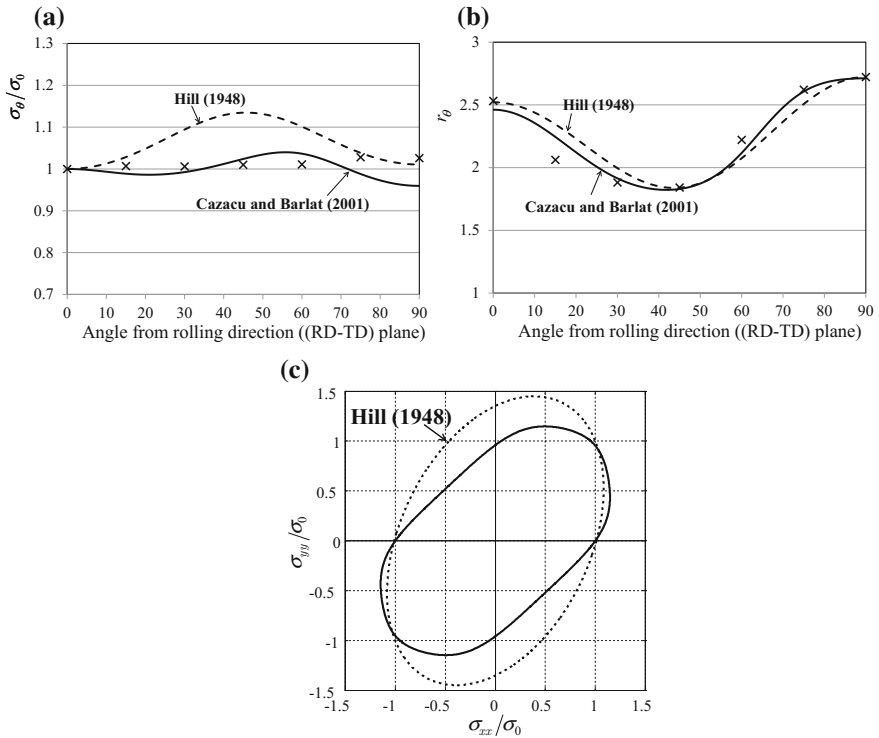 (a)
1.3
1.2
1.1
1
0.9
0.8
0.7
σθ/σ0
Hill (1948)
Cazacu and Barlat (2001)
0 10 20 30 40 50 60 70 80 90
Angle from rolling direction ((RD-TD) plane)
(b)
3
2.5
2
1.5
1
rθ
Hill (1948)
Cazacu and Barlat (2001)
0 10 20 30 40 50 60 70 80 90
Angle from rolling direction ((RD-TD) plane)
(c)
1.5
1
0.5
0
-0.5
-1
-1.5
σyy/σ0
Hill (1948)
-1.5 -1 -0.5 0 0.5 1 1.5
σxx/σ0